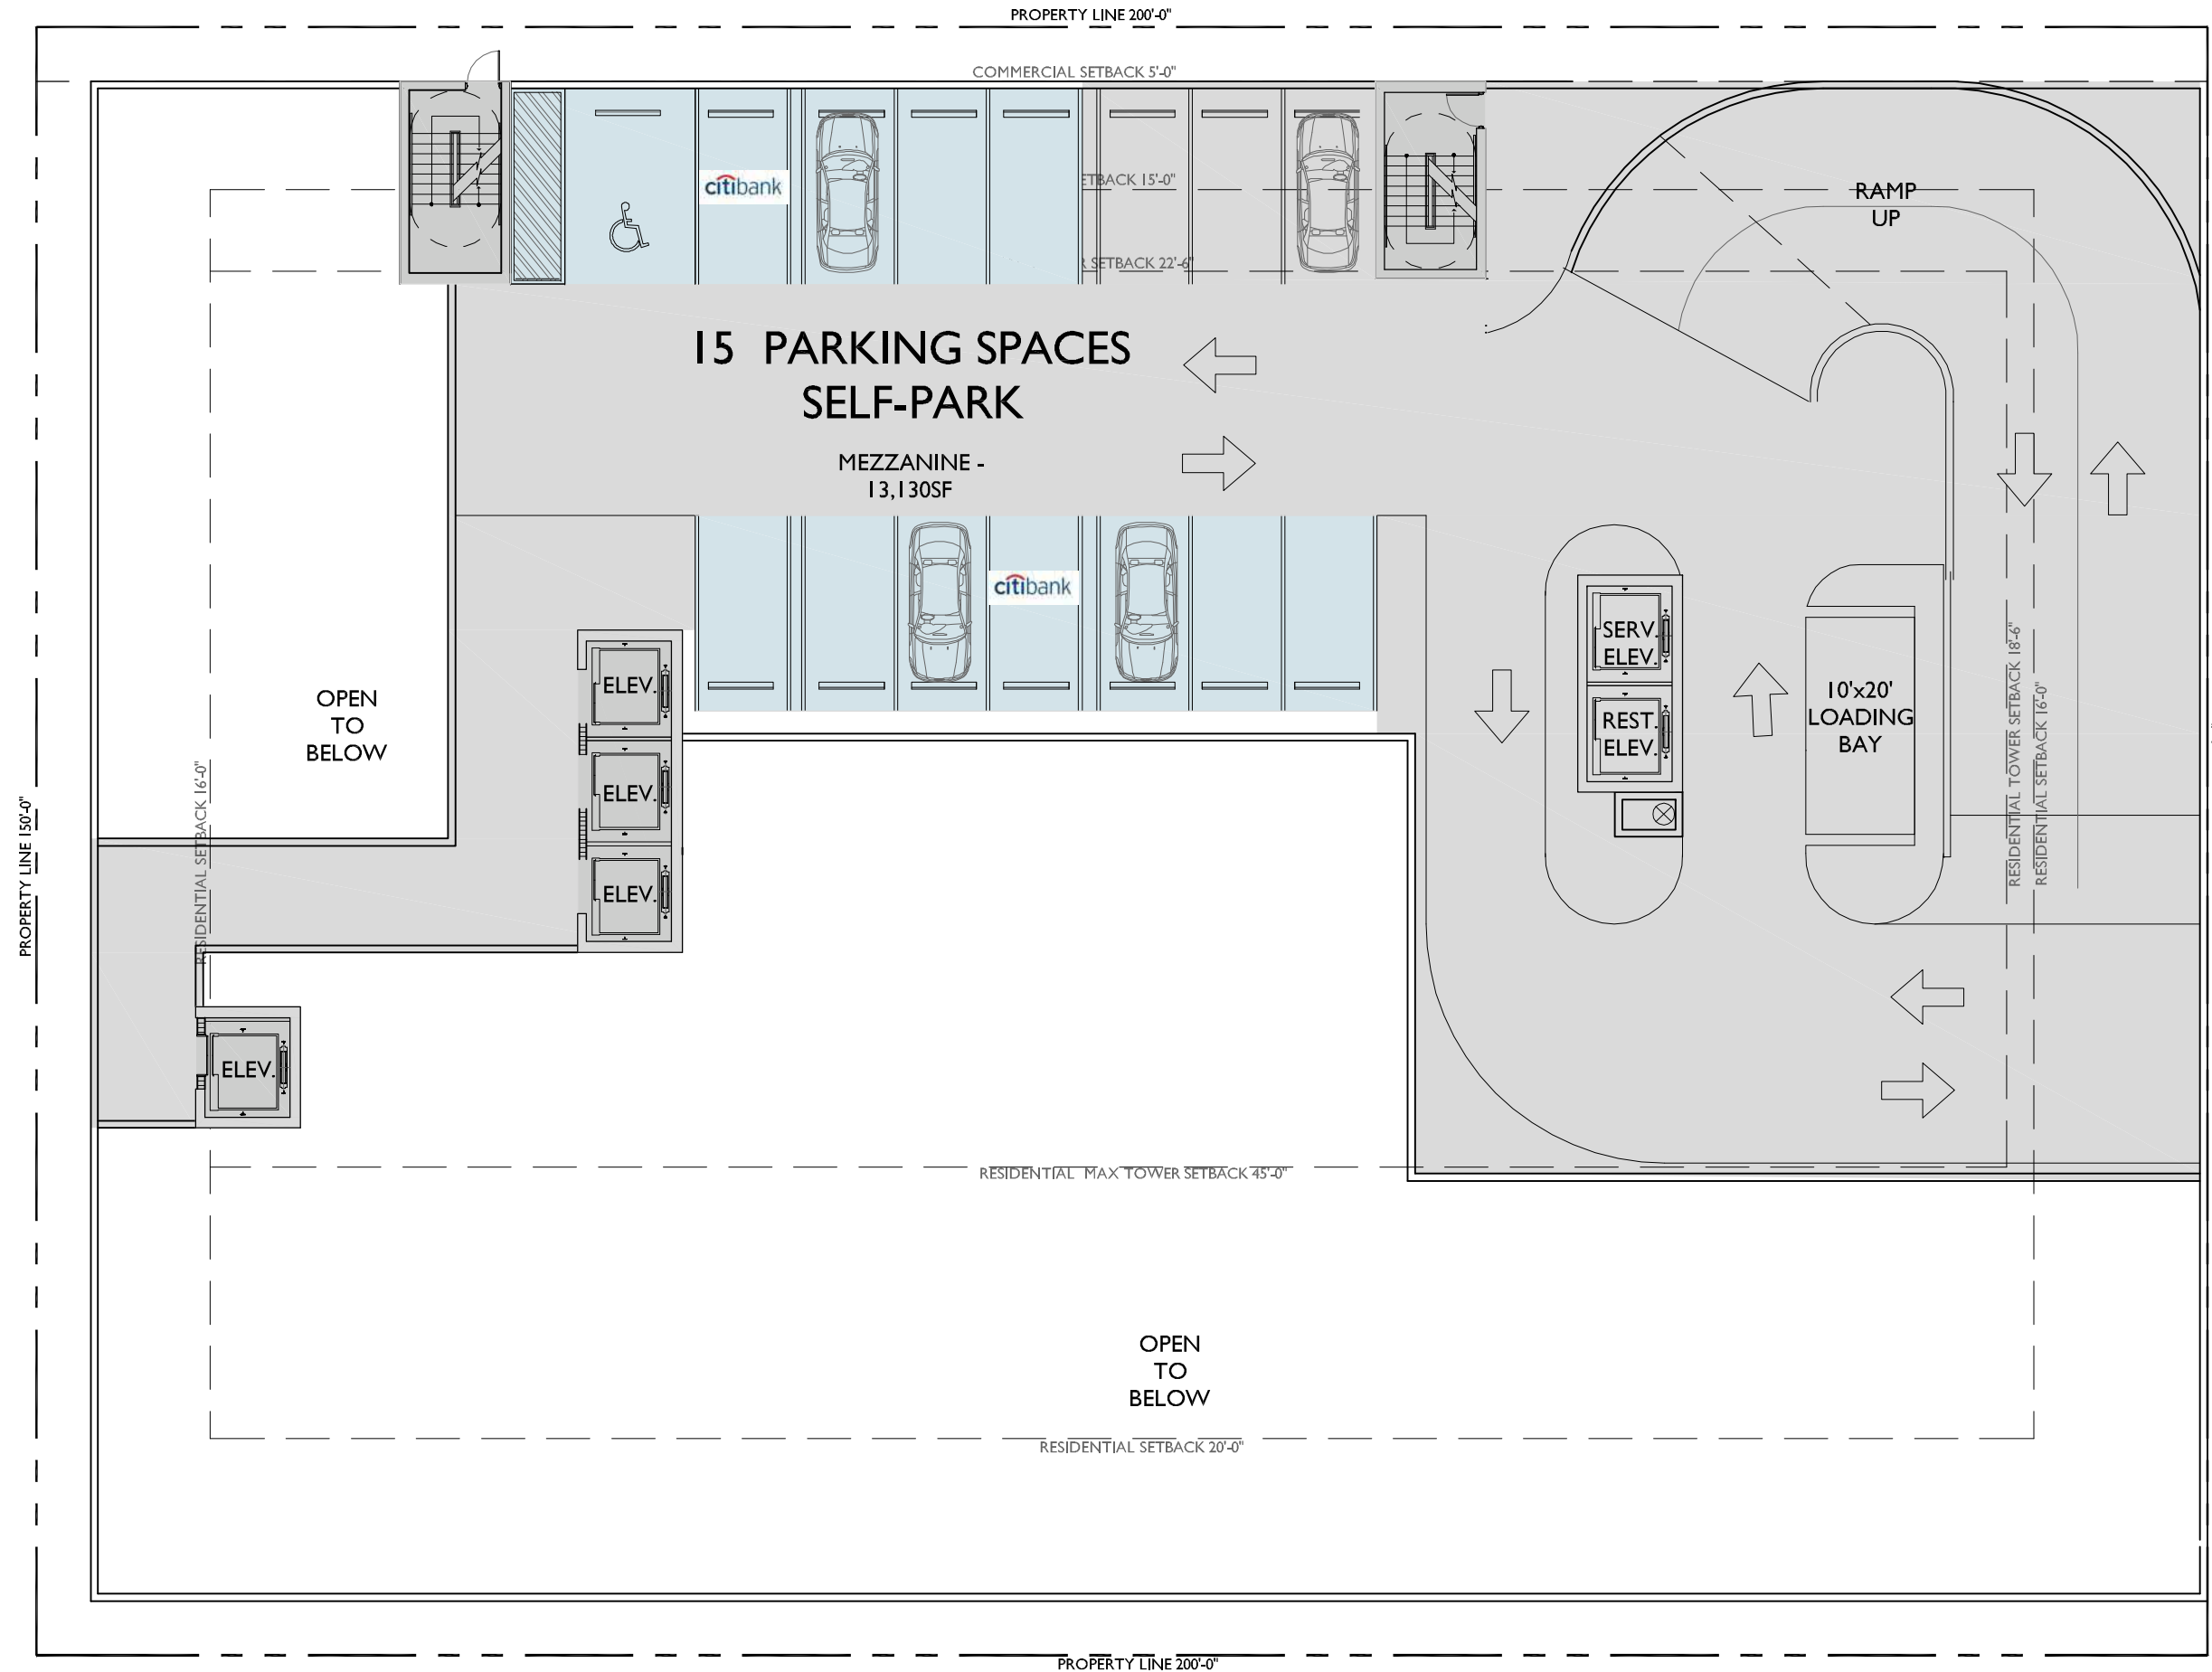 PROPERTY LINE 200'-0"
COMMERCIAL SETBACK 5'-0"
citibank
ETBACK 15'-0"
RAMP
UP
SETBACK 22'-6"
15 PARKING SPACES
SELF-PARK
MEZZANINE -
13,130SF
citibank
SERV.
ELEV.
REST.
ELEV.
10'x20'
LOADING
BAY
RESIDENTIAL TOWER SETBACK 18'-6"
RESIDENTIAL SETBACK 16'-0"
OPEN
TO
BELOW
ELEV.
ELEV.
ELEV.
RESIDENTIAL SETBACK 16'-0"
PROPERTY LINE 150'-0"
ELEV.
RESIDENTIAL MAX TOWER SETBACK 45'-0"
OPEN
TO
BELOW
RESIDENTIAL SETBACK 20'-0"
PROPERTY LINE 200'-0"